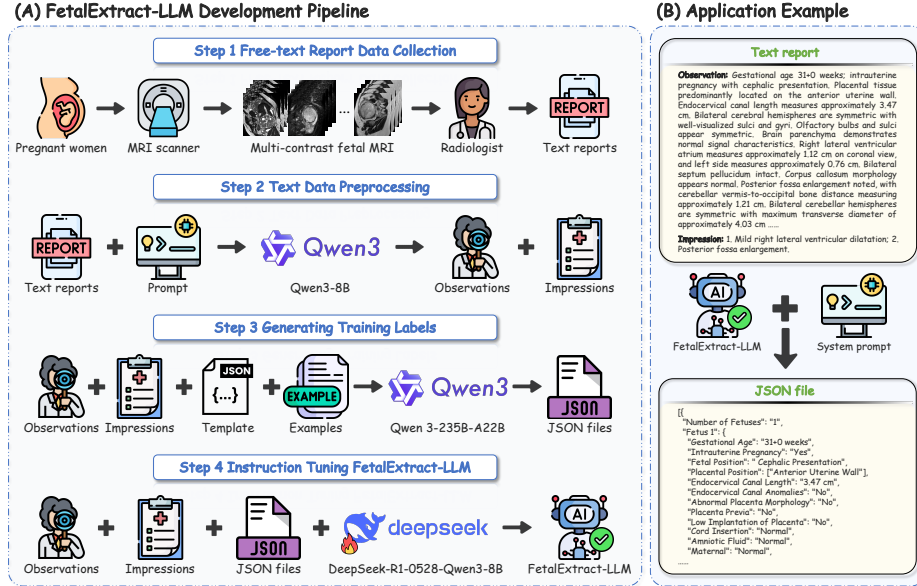 (A) FetalExtract-LLM Development Pipeline
Step 1 Free-text Report Data Collection
...
REPORT
Pregnant women
MRI scanner
Multi-contrast fetal MRI
Radiologist
Text reports
Step 2 Text Data Preprocessing
REPORT
Qwen3
Text reports
Prompt
Qwen3-8B
Observations
Impressions
Step 3 Generating Training Labels
JSON
{...}
EXAMPLE
Qwen3
JSON
Observations
Impressions
Template
Examples
Qwen 3-235B-A22B
JSON files
Step 4 Instruction Tuning FetalExtract-LLM
JSON
deepseek
AI
Observations
Impressions
JSON files
DeepSeek-R1-0528-Qwen3-8B
FetalExtract-LLM
(B) Application Example
Text report
Observation: Gestational age 31+0 weeks; intrauterine
pregnancy with cephalic presentation. Placental tissue
predominantly located on the anterior uterine wall.
Endocervical canal length measures approximately 3.47
cm. Bilateral cerebral hemispheres are symmetric with
well-visualized sulci and gyri. Olfactory bulbs and sulci
appear symmetric. Brain parenchyma demonstrates
normal signal characteristics. Right lateral ventricular
atrium measures approximately 1.12 cm on coronal view,
and left side measures approximately 0.76 cm. Bilateral
septum pellucidum intact. Corpus callosum morphology
appears normal. Posterior fossa enlargement noted, with
cerebellar vermis-to-occipital bone distance measuring
approximately 1.21 cm. Bilateral cerebellar hemispheres
are symmetric with maximum transverse diameter of
approximately 4.03 cm ......
Impression: 1. Mild right lateral ventricular dilatation; 2.
Posterior fossa enlargement.
AI
FetalExtract-LLM
System prompt
JSON file
[{
"Number of Fetuses": "1",
"Fetus 1": {
"Gestational Age": "31+0 weeks",
"Intrauterine Pregnancy": "Yes",
"Fetal Position": " Cephalic Presentation",
"Placental Position": ["Anterior Uterine Wall"],
"Endocervical Canal Length": "3.47 cm",
"Endocervical Canal Anomalies": "No",
"Abnormal Placenta Morphology": "No",
"Placenta Previa": "No",
"Low Implantation of Placenta": "No",
"Cord Insertion": "Normal",
"Amniotic Fluid": "Normal",
"Maternal": "Normal",
......